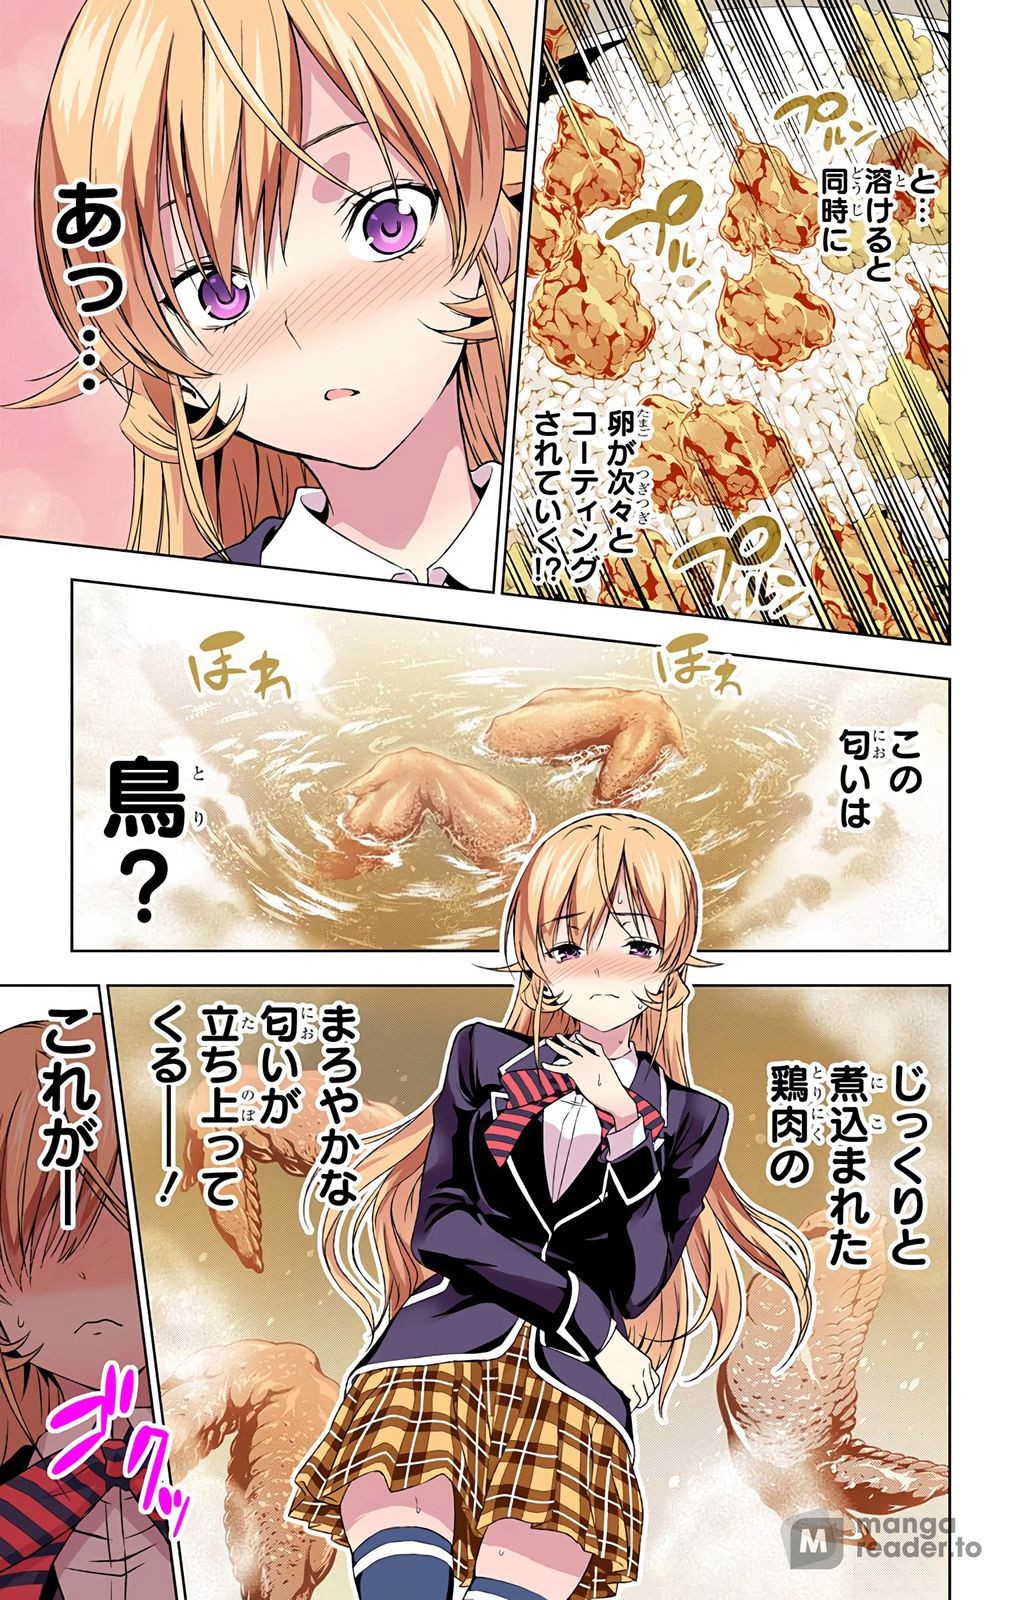 と…
溶けると
同時に
プルン
プルン
プルン
卵が次々と
コーティング
されていく!?
あっ…‥
この
匂いは
ほわ
ほわ
鳥?
じっくりと
煮込まれた
鶏肉の
まろやかな
匂いが
立ち上って
くる——!
これが—
ゴクッ
manga
reader.to